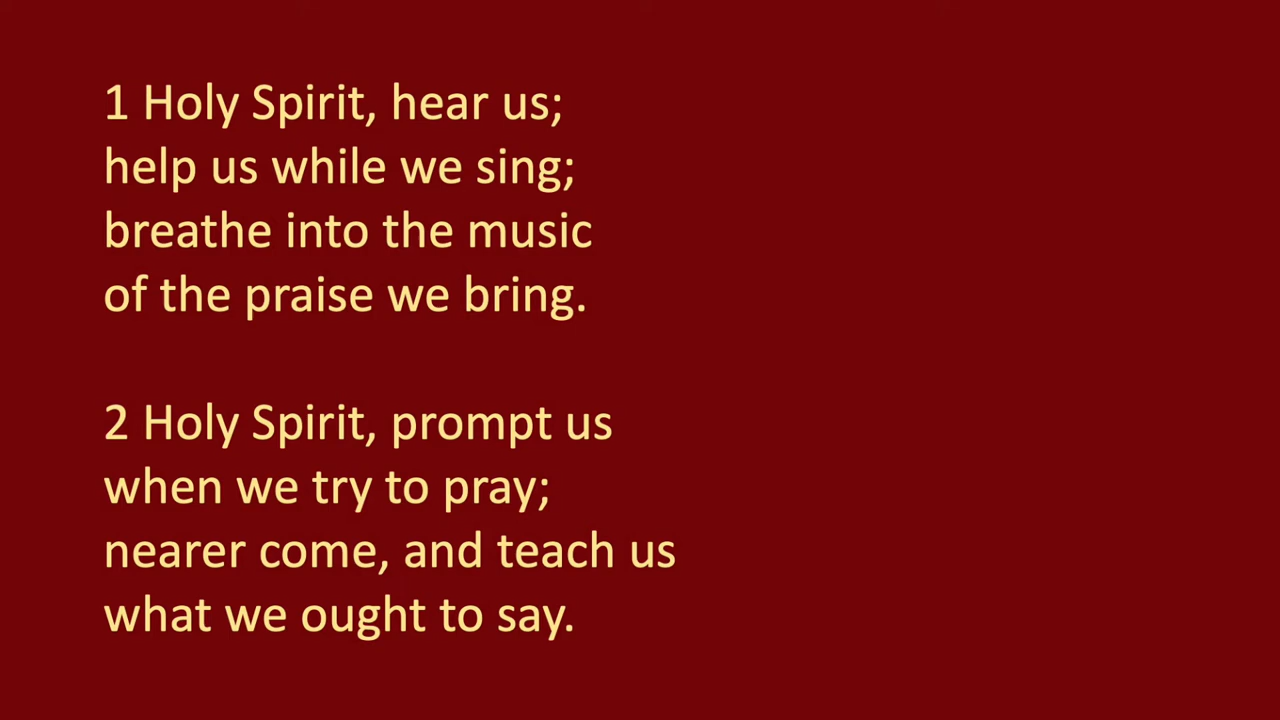 1 Holy Spirit, hear us;
help us while we sing;
breathe into the music
of the praise we bring.
2 Holy Spirit, prompt us
when we try to pray;
nearer come, and teach us
what we ought to say.